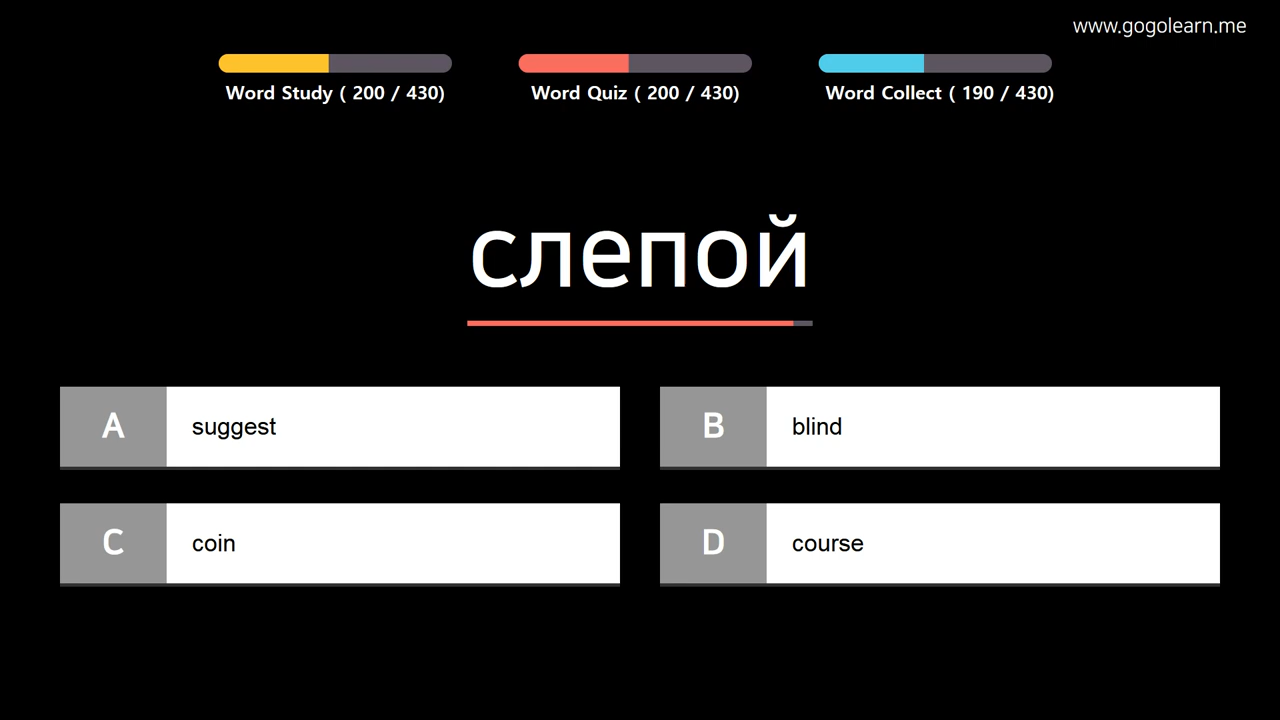 www.gogolearn.me
Word Study ( 200 / 430)
Word Quiz ( 200 / 430)
Word Collect ( 190 / 430)
слепой
A suggest
B blind
C coin
D course